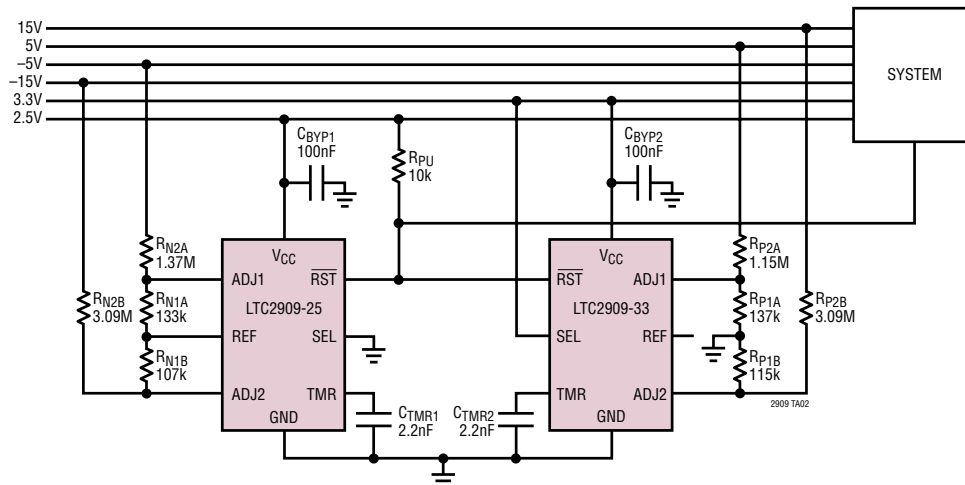 15V
5V
–5V
–15V
3.3V
2.5V
SYSTEM
CBYP1
100nF
RPU
10k
CBYP2
100nF
RN2A
1.37M
RN2B
3.09M
RN1A
133k
RN1B
107k
VCC
ADJ1
RST
LTC2909-25
REF
SEL
ADJ2
TMR
GND
CTMR1
2.2nF
CTMR2
2.2nF
VCC
RST
ADJ1
LTC2909-33
SEL
REF
TMR
ADJ2
GND
RP2A
1.15M
RP1A
137k
RP1B
115k
RP2B
3.09M
2909 TA02